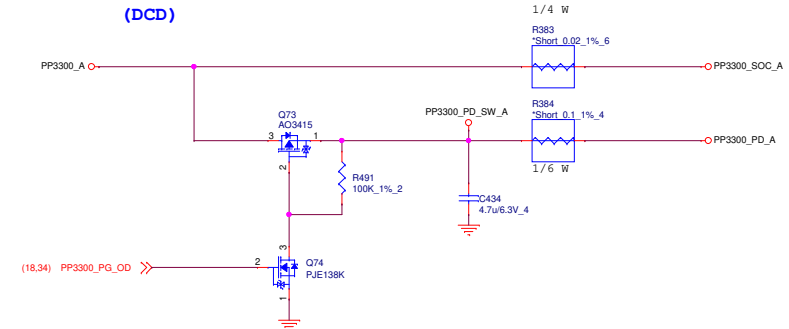 (DCD)
1/4 W
R383
*Short_0.02_1%_6
PP3300_A
PP3300_SOC_A
Q73
AO3415
3
1
2
PP3300_PD_SW_A
R384
*Short_0.1_1%_4
PP3300_PD_A
1/6 W
R491
100K_1%_2
C434
4.7u/6.3V_4
(18,34) PP3300_PG_OD
2
3
Q74
PJE138K
1